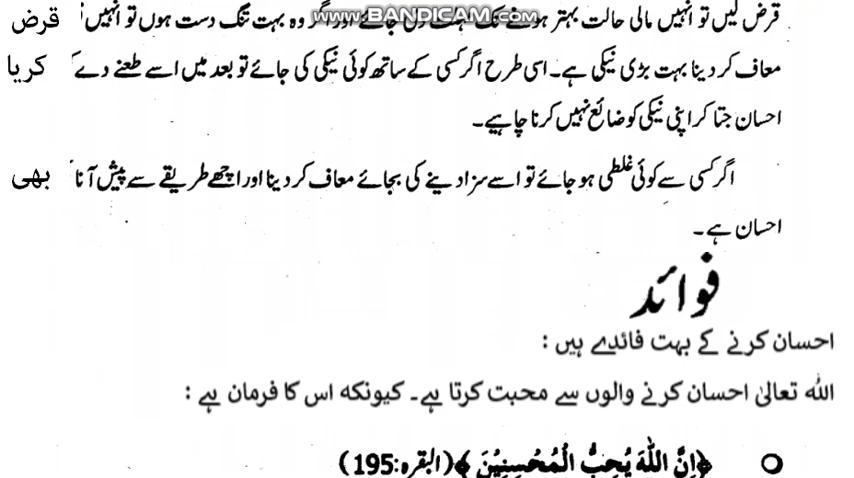 www.BANDICAM.com
قرض لیں تو انہیں مالی حالت بہتر ہونے تک مہلت دی جائے اور اگر وہ بہت تنگ دست ہوں تو انہیں قرض
معاف کر دینا بہت بڑی نیکی ہے۔ اسی طرح اگر کسی کے ساتھ کوئی نیکی کی جائے تو بعد میں اسے طعنے دے کریا
احسان جتا کر اپنی نیکی کو ضائع نہیں کرنا چاہیے۔
اگر کسی سے کوئی غلطی ہو جائے تو اسے سزا دینے کی بجائے معاف کر دینا اور اچھے طریقے سے پیش آنا بھی
احسان ہے۔
فوائد
احسان کرنے کے بہت فائدے ہیں :
اللہ تعالیٰ احسان کرنے والوں سے محبت کرتا ہے۔ کیونکہ اس کا فرمان ہے :
﴿اِنَّ اللّٰهَ يُحِبُّ الْمُحْسِنِيْنَ﴾ (البقرہ:195)